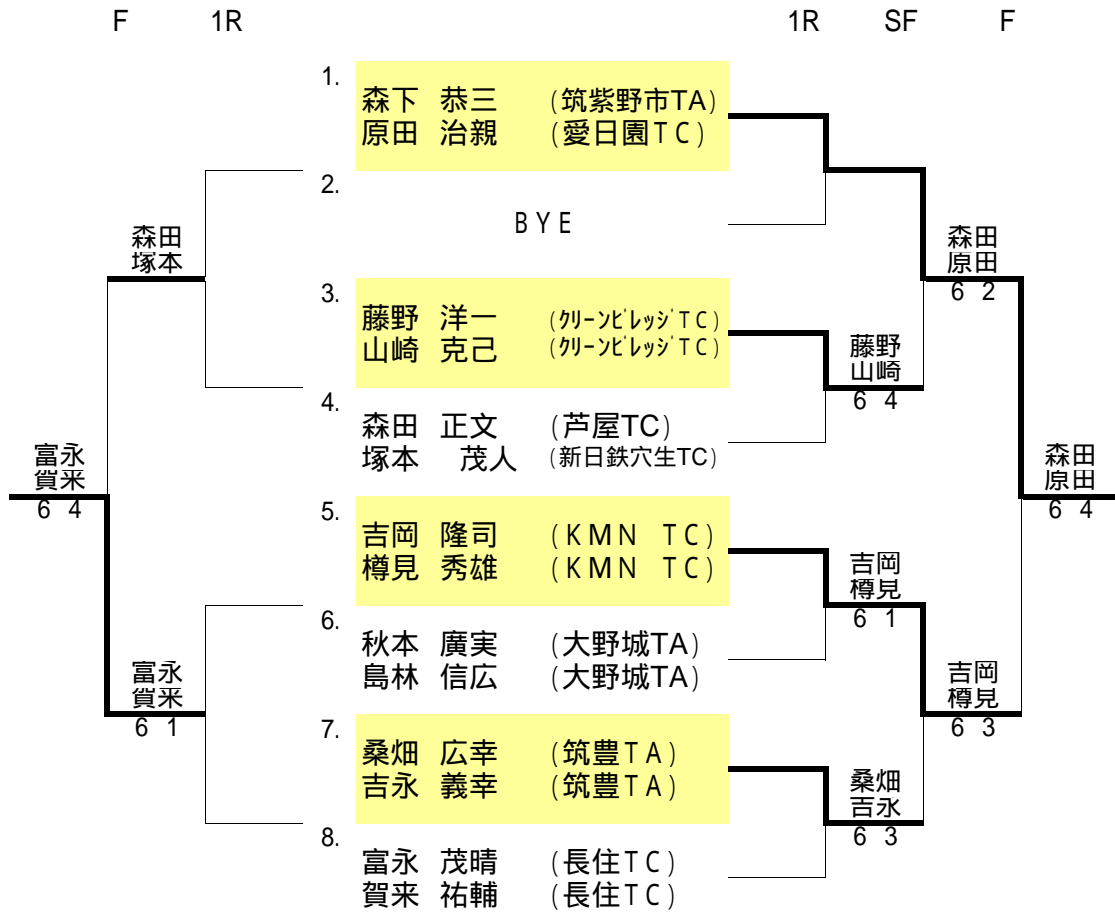 F 1R 1R SF F
1.
森下 恭三 (筑紫野市TA)
原田 治親 (愛日園TC)
2.
BYE
森田
塚本
森田
原田
6 2
3.
藤野 洋一 (クリーンビレッジTC)
山崎 克己 (クリーンビレッジTC)
藤野
山崎
6 4
4.
森田 正文 (芦屋TC)
塚本 茂人 (新日鉄穴生TC)
富永
賀来
6 4
森田
原田
6 4
5.
吉岡 隆司 (KMN TC)
樽見 秀雄 (KMN TC)
吉岡
樽見
6 1
6.
秋本 廣実 (大野城TA)
島林 信広 (大野城TA)
富永
賀来
6 1
吉岡
樽見
6 3
7.
桑畑 広幸 (筑豊TA)
吉永 義幸 (筑豊TA)
桑畑
吉永
6 3
8.
富永 茂晴 (長住TC)
賀来 祐輔 (長住TC)